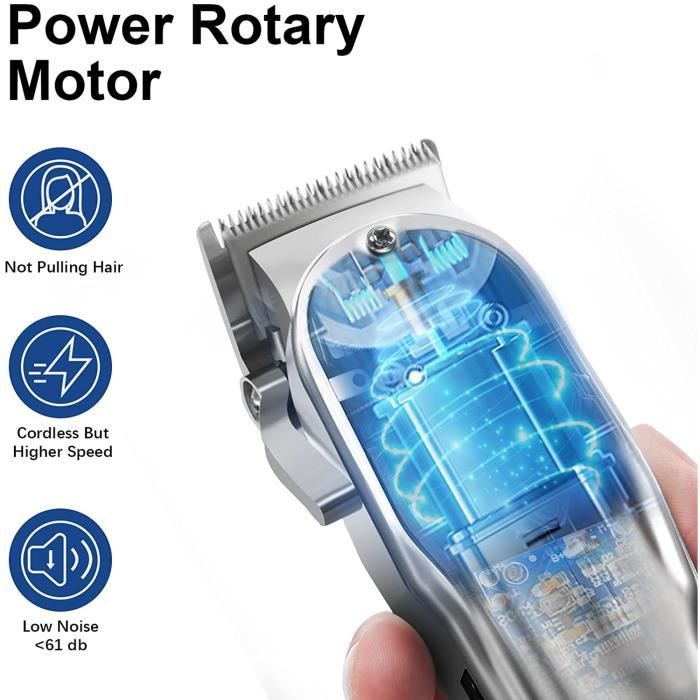 Power Rotary
Motor
Not Pulling Hair
Cordless But
Higher Speed
Low Noise
<61 db